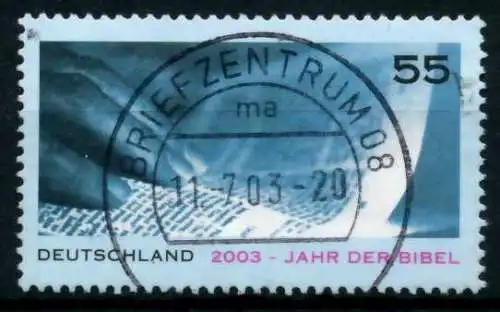 55
BRIEFZENTRUM 08
ma
11.-7.03-20
DEUTSCHLAND 2003 - JAHR DER BIBEL